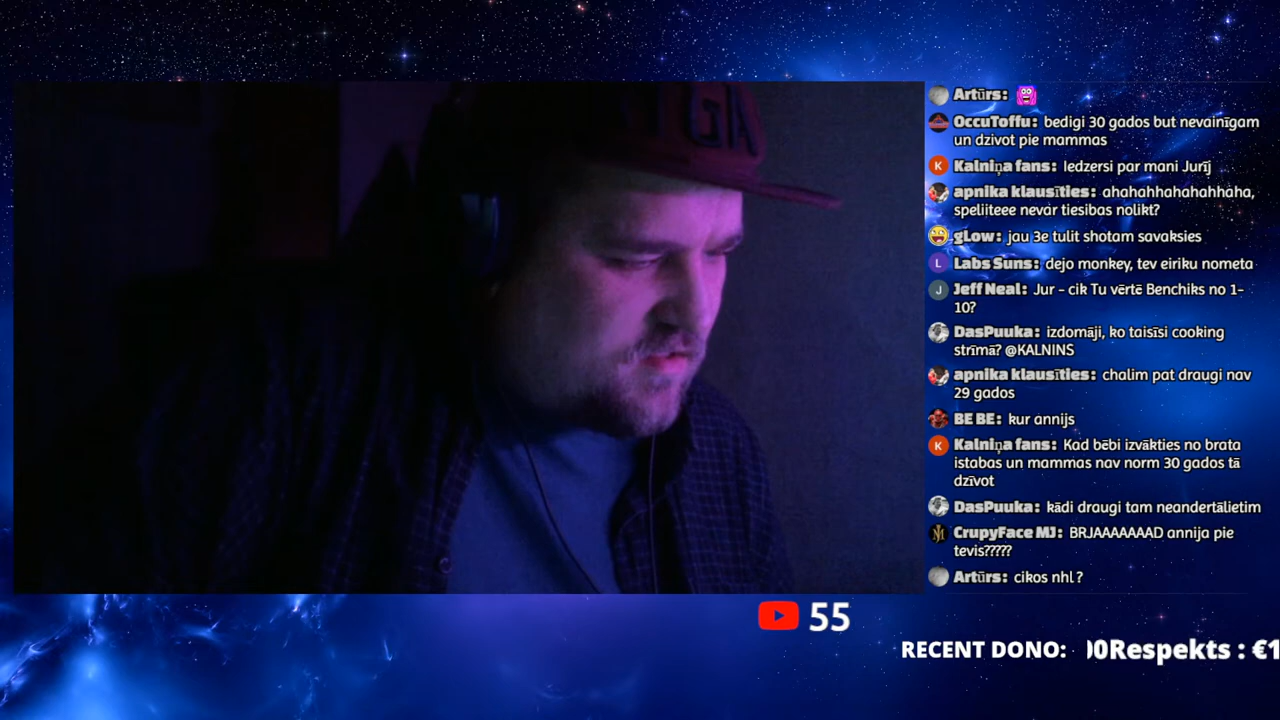 GA
Artūrs:
OccuToffu: bedigi 30 gados but nevainīgam
un dzivot pie mammas
Kalniņa fans: Iedzersi par mani Jurīj
apnika klausīties: ahahahhahahahhaha,
spelijteee nevar tiesibas nolikt?
gLow: jau 3e tulit shotam savaksies
Labs Suns: dejo monkey, tev eiriku nometa
Jeff Neal: Jur - cik Tu vērtē Benchiks no 1-
10?
DasPuuka: izdomāji, ko taisīsi cooking
strīmā? @KALNINS
apnika klausīties: chalim pat draugi nav
29 gados
BE BE: kur annijs
Kalniņa fans: Kad bēbi izvākties no brata
istabas un mammas nav norm 30 gados tā
dzīvot
DasPuuka: kādi draugi tam neandertālietim
CrupyFace MJ: BRJAAAAAAAD annija pie
tevis?????
Artūrs: cikos nhl ?
55
RECENT DONO: 00Respekts : €1